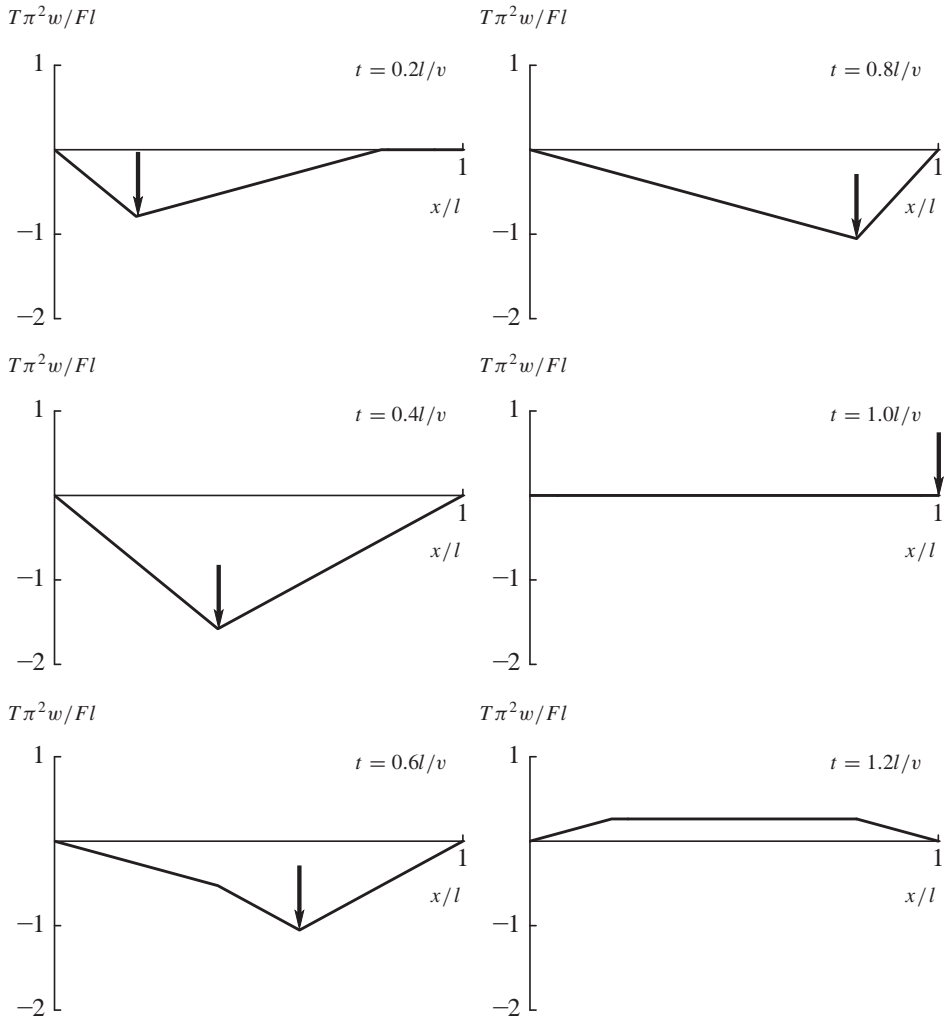 Tπ²w/Fl
1
t = 0.2l/v
1
x/l
−1
−2
Tπ²w/Fl
1
t = 0.8l/v
1
x/l
−1
−2
Tπ²w/Fl
1
t = 0.4l/v
1
x/l
−1
−2
Tπ²w/Fl
1
t = 1.0l/v
1
x/l
−1
−2
Tπ²w/Fl
1
t = 0.6l/v
1
x/l
−1
−2
Tπ²w/Fl
1
t = 1.2l/v
1
x/l
−1
−2